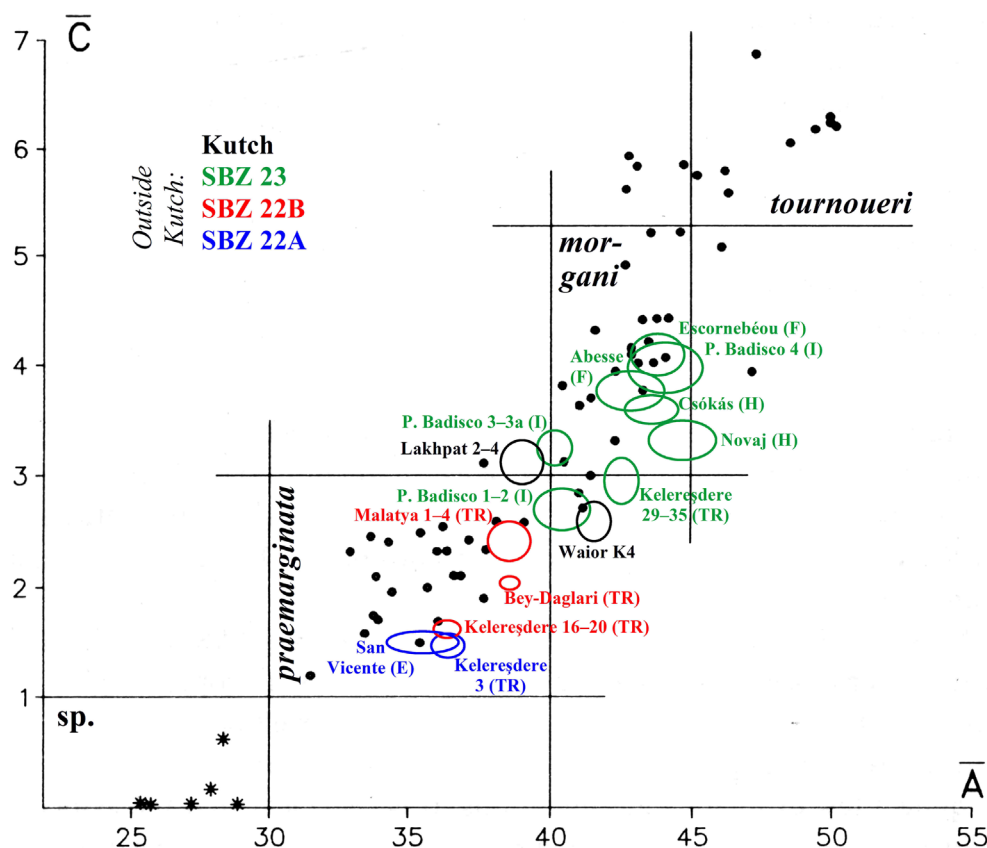 C̅
7
6
5
4
3
2
1
Outside
Kutch:
Kutch
SBZ 23
SBZ 22B
SBZ 22A
tournoueri
mor-
gani
Escornebéou (F)
P. Badisco 4 (I)
Abesse
(F)
Csókás (H)
Novaj (H)
P. Badisco 3–3a (I)
Lakhpat 2–4
Kelereşdere
29–35 (TR)
P. Badisco 1–2 (I)
Malatya 1–4 (TR)
Waior K4
praemarginata
Bey-Daglari (TR)
Kelereşdere 16–20 (TR)
San
Vicente (E)
Kelereşdere
3 (TR)
sp.
A̅
25 30 35 40 45 50 55